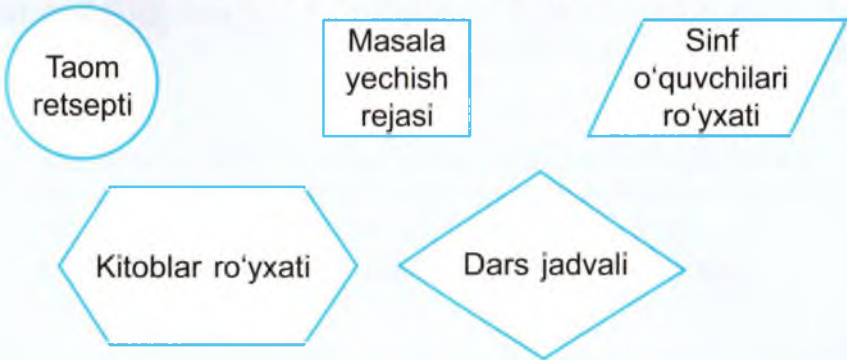 Taom
retsepti
Masala
yechish
rejasi
Sinf
o‘quvchilari
ro‘yxati
Kitoblar ro‘yxati
Dars jadvali